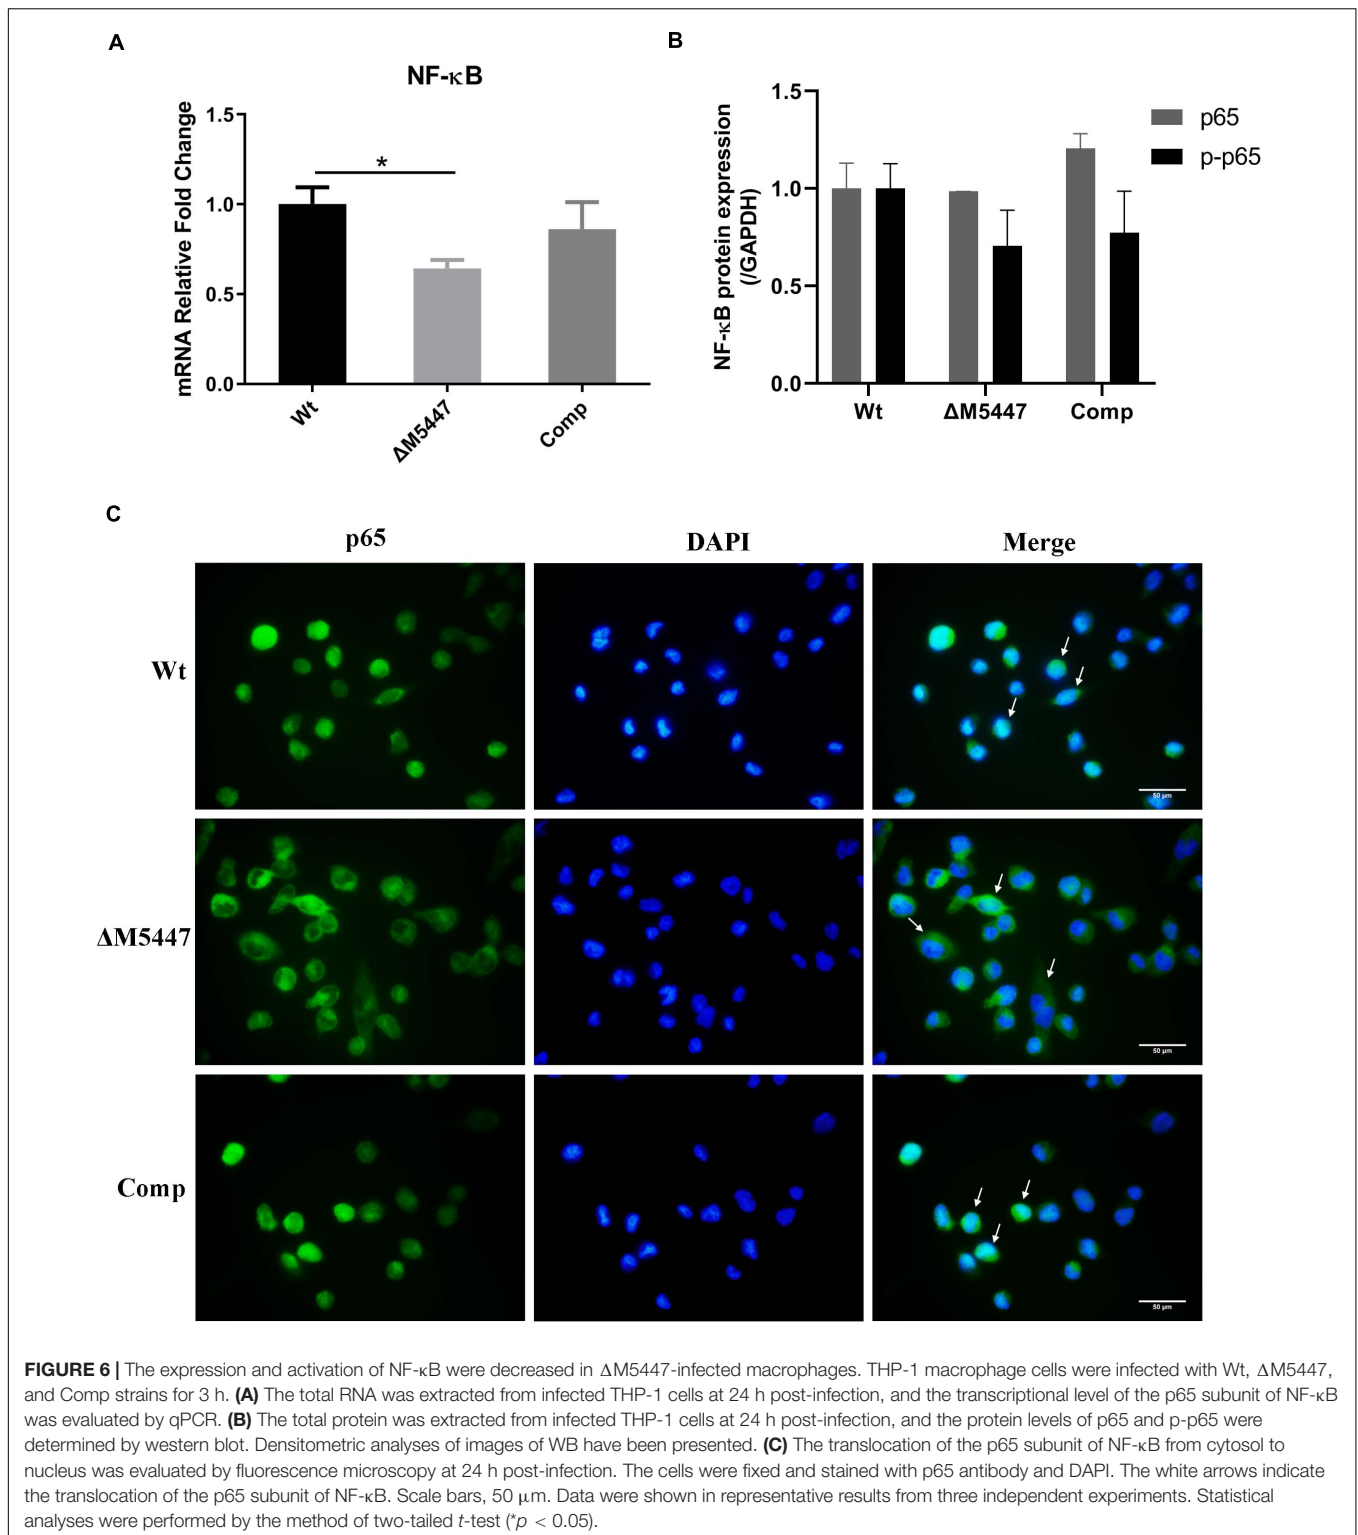 A
NF-κB
mRNA Relative Fold Change
1.5
1.0
0.5
0.0
*
Wt
ΔM5447
Comp
B
NF-κB protein expression
(/GAPDH)
1.5
1.0
0.5
0.0
p65
p-p65
Wt
ΔM5447
Comp
C
p65
DAPI
Merge
Wt
50 µm
ΔM5447
50 µm
Comp
50 µm
FIGURE 6 | The expression and activation of NF-κB were decreased in ΔM5447-infected macrophages. THP-1 macrophage cells were infected with Wt, ΔM5447,
and Comp strains for 3 h. (A) The total RNA was extracted from infected THP-1 cells at 24 h post-infection, and the transcriptional level of the p65 subunit of NF-κB
was evaluated by qPCR. (B) The total protein was extracted from infected THP-1 cells at 24 h post-infection, and the protein levels of p65 and p-p65 were
determined by western blot. Densitometric analyses of images of WB have been presented. (C) The translocation of the p65 subunit of NF-κB from cytosol to
nucleus was evaluated by fluorescence microscopy at 24 h post-infection. The cells were fixed and stained with p65 antibody and DAPI. The white arrows indicate
the translocation of the p65 subunit of NF-κB. Scale bars, 50 µm. Data were shown in representative results from three independent experiments. Statistical
analyses were performed by the method of two-tailed t-test (*p < 0.05).